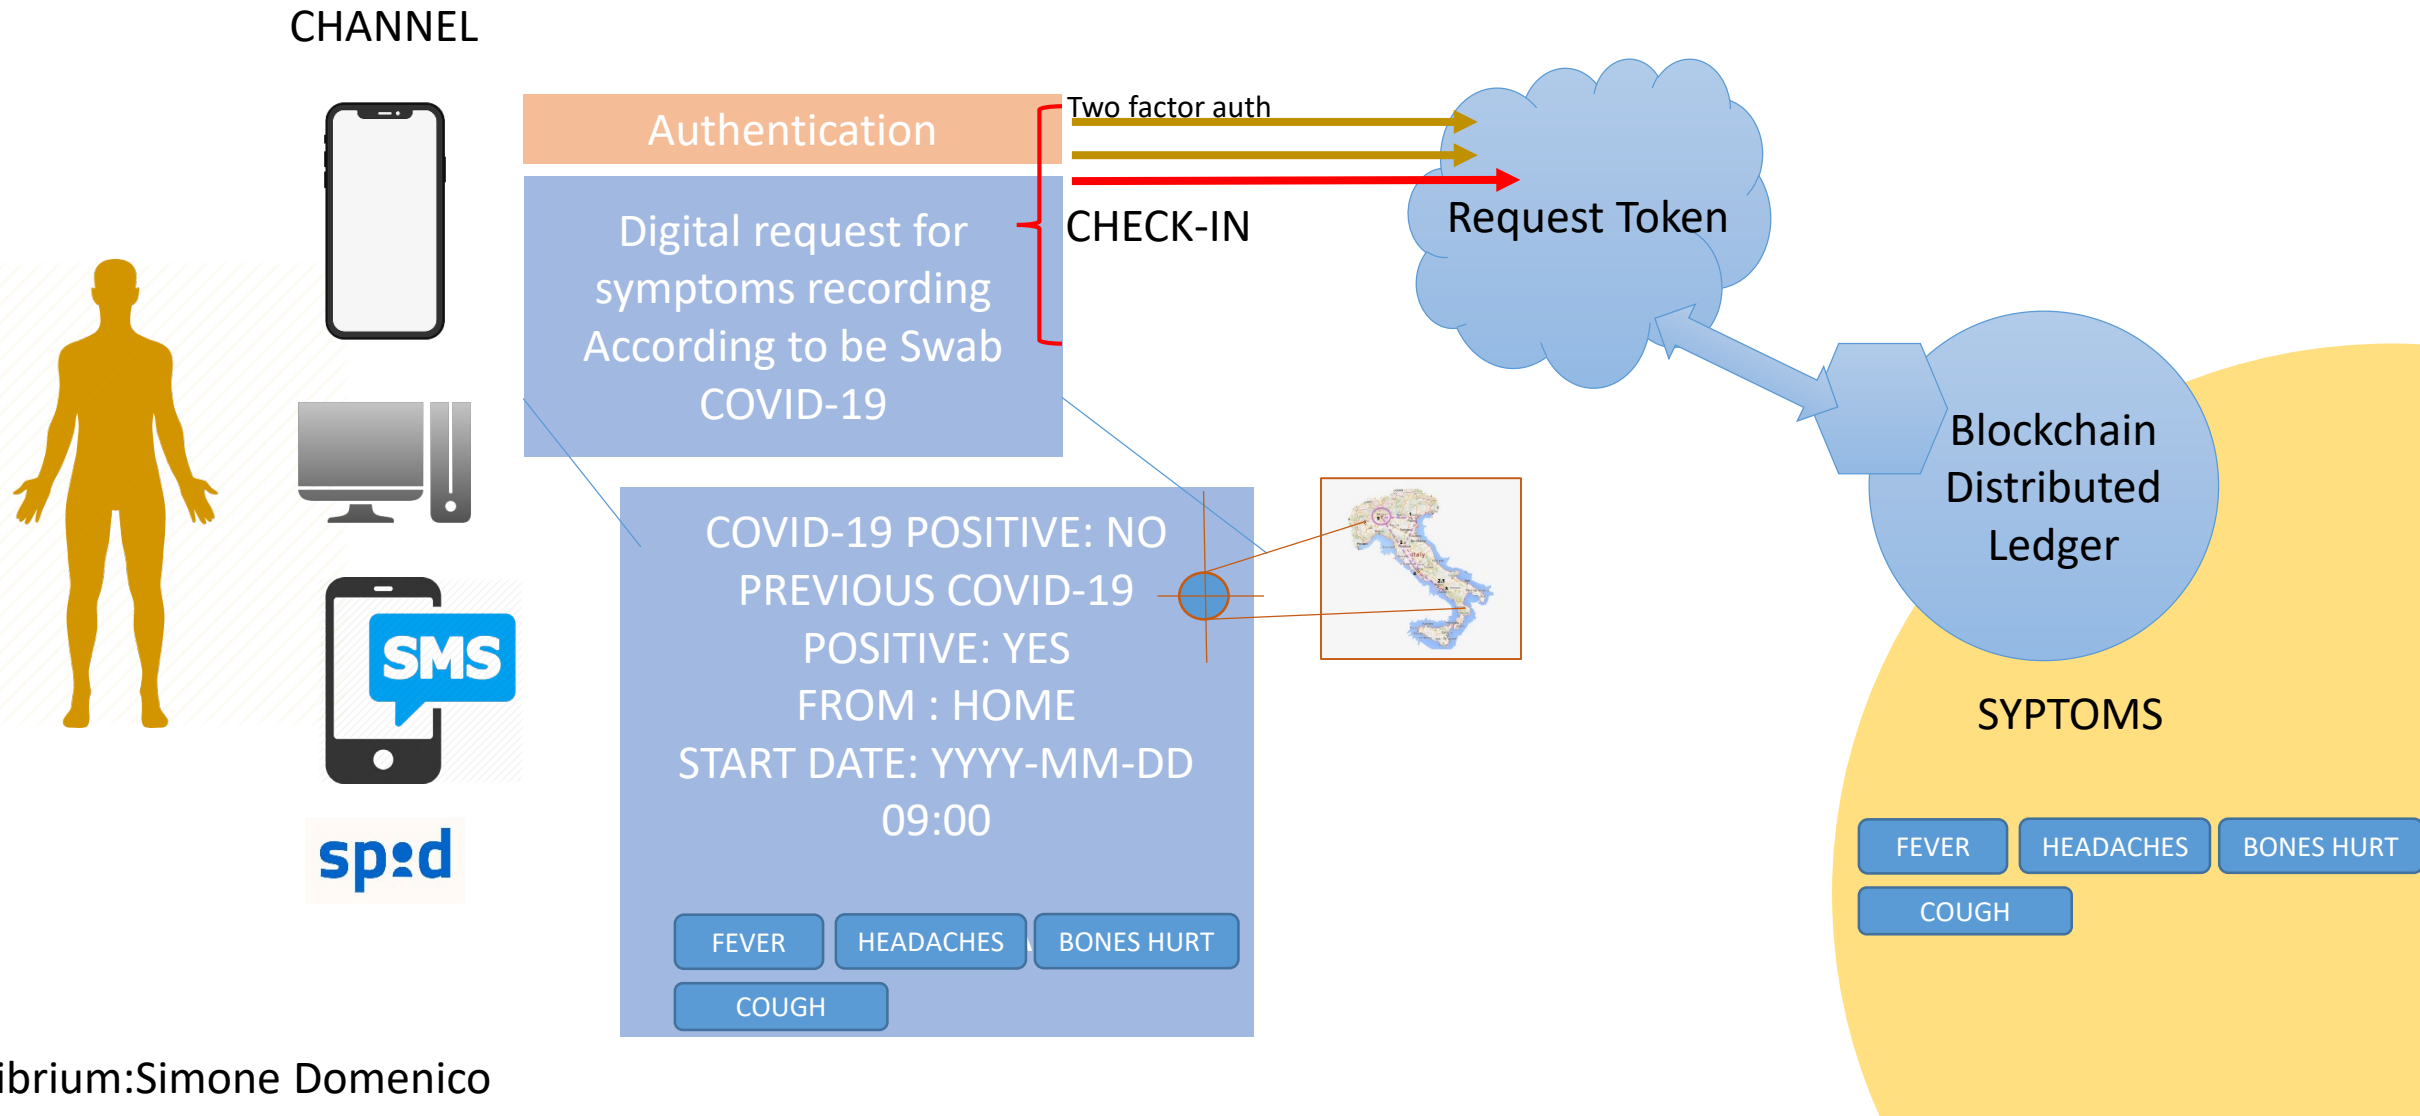 CHANNEL
Authentication
Two factor auth
Digital request for
symptoms recording
According to be Swab
COVID-19
CHECK-IN
Request Token
Blockchain
Distributed
Ledger
COVID-19 POSITIVE: NO
PREVIOUS COVID-19
POSITIVE: YES
FROM : HOME
START DATE: YYYY-MM-DD
09:00
FEVER
HEADACHES
BONES HURT
COUGH
SMS
spid
SYPTOMS
FEVER
HEADACHES
BONES HURT
COUGH
ibrium:Simone Domenico